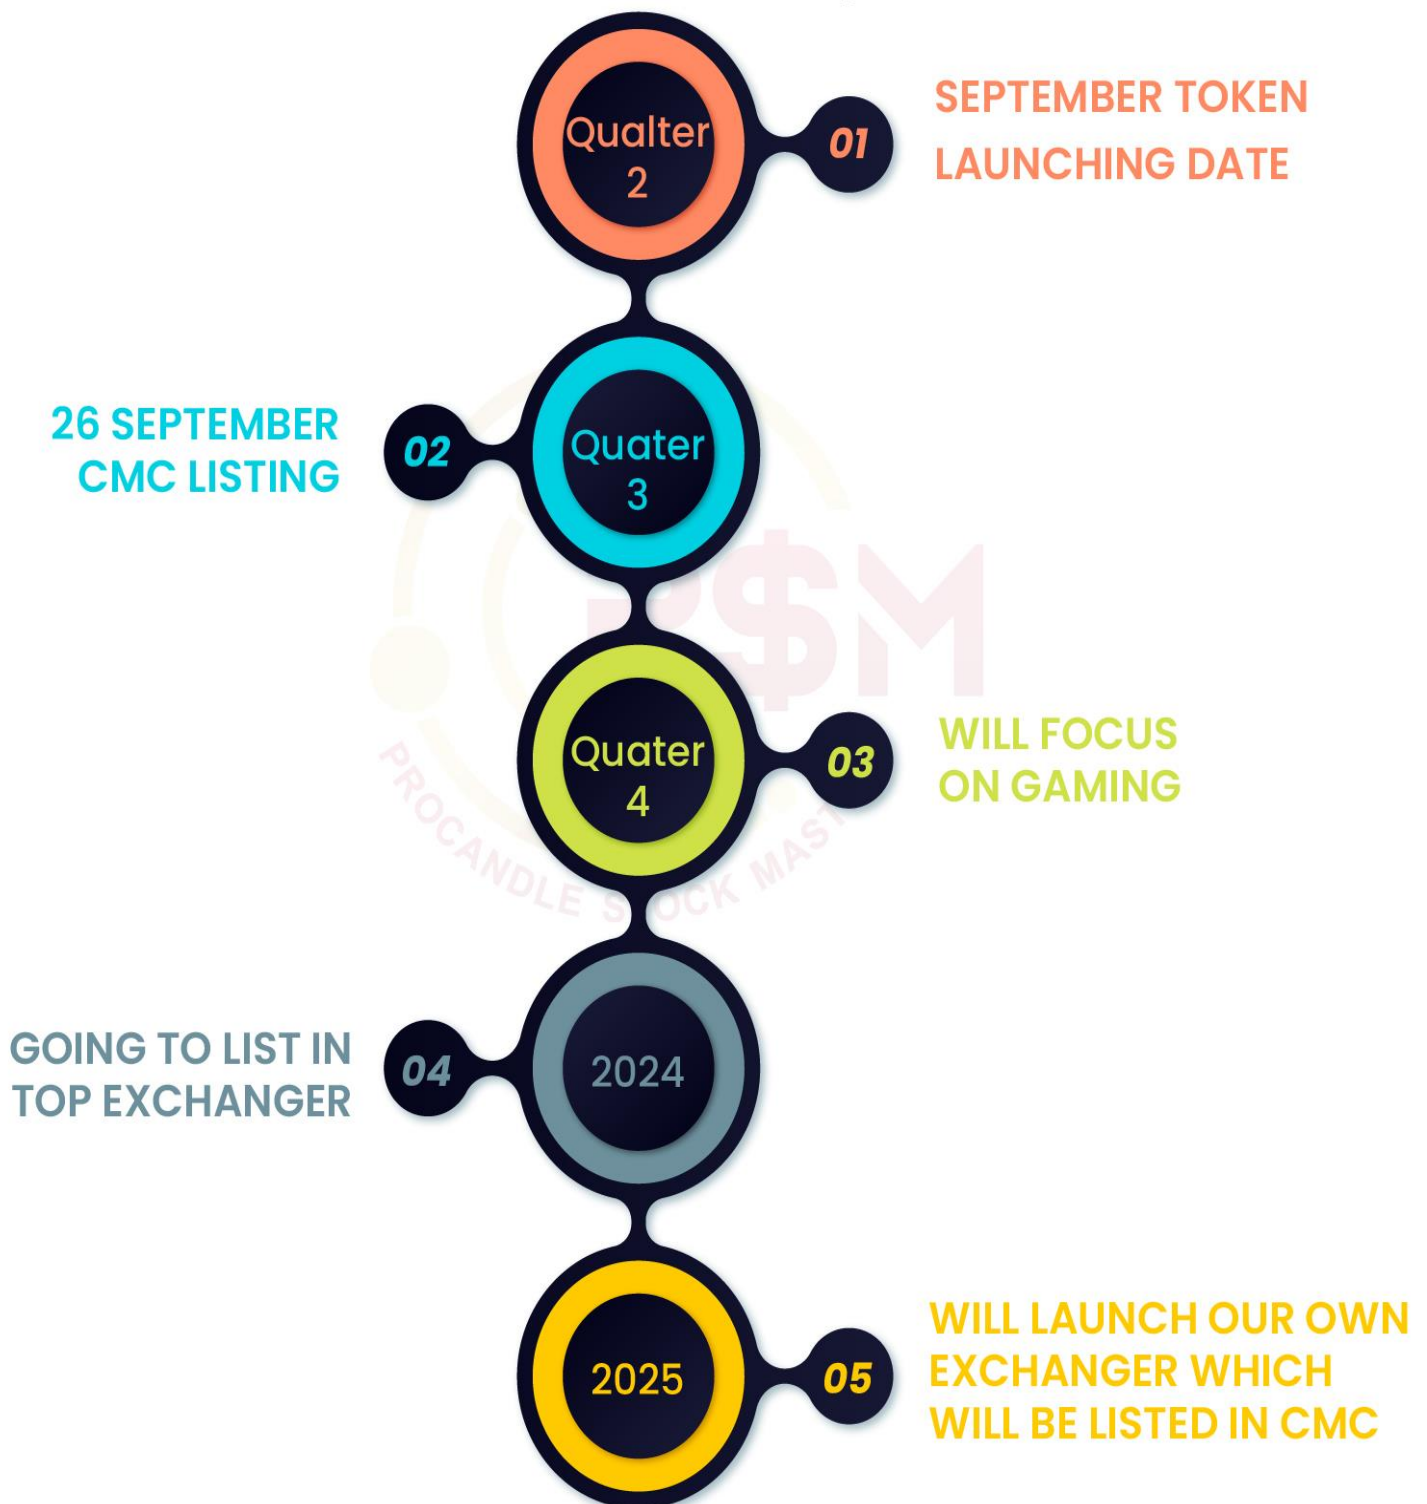 Qualter
2
01
SEPTEMBER TOKEN
LAUNCHING DATE
26 SEPTEMBER
CMC LISTING
02
Quater
3
P$M
Quater
4
03
WILL FOCUS
ON GAMING
PROCANDLE STOCK
GOING TO LIST IN
TOP EXCHANGER
04
2024
2025
05
WILL LAUNCH OUR OWN
EXCHANGER WHICH
WILL BE LISTED IN CMC